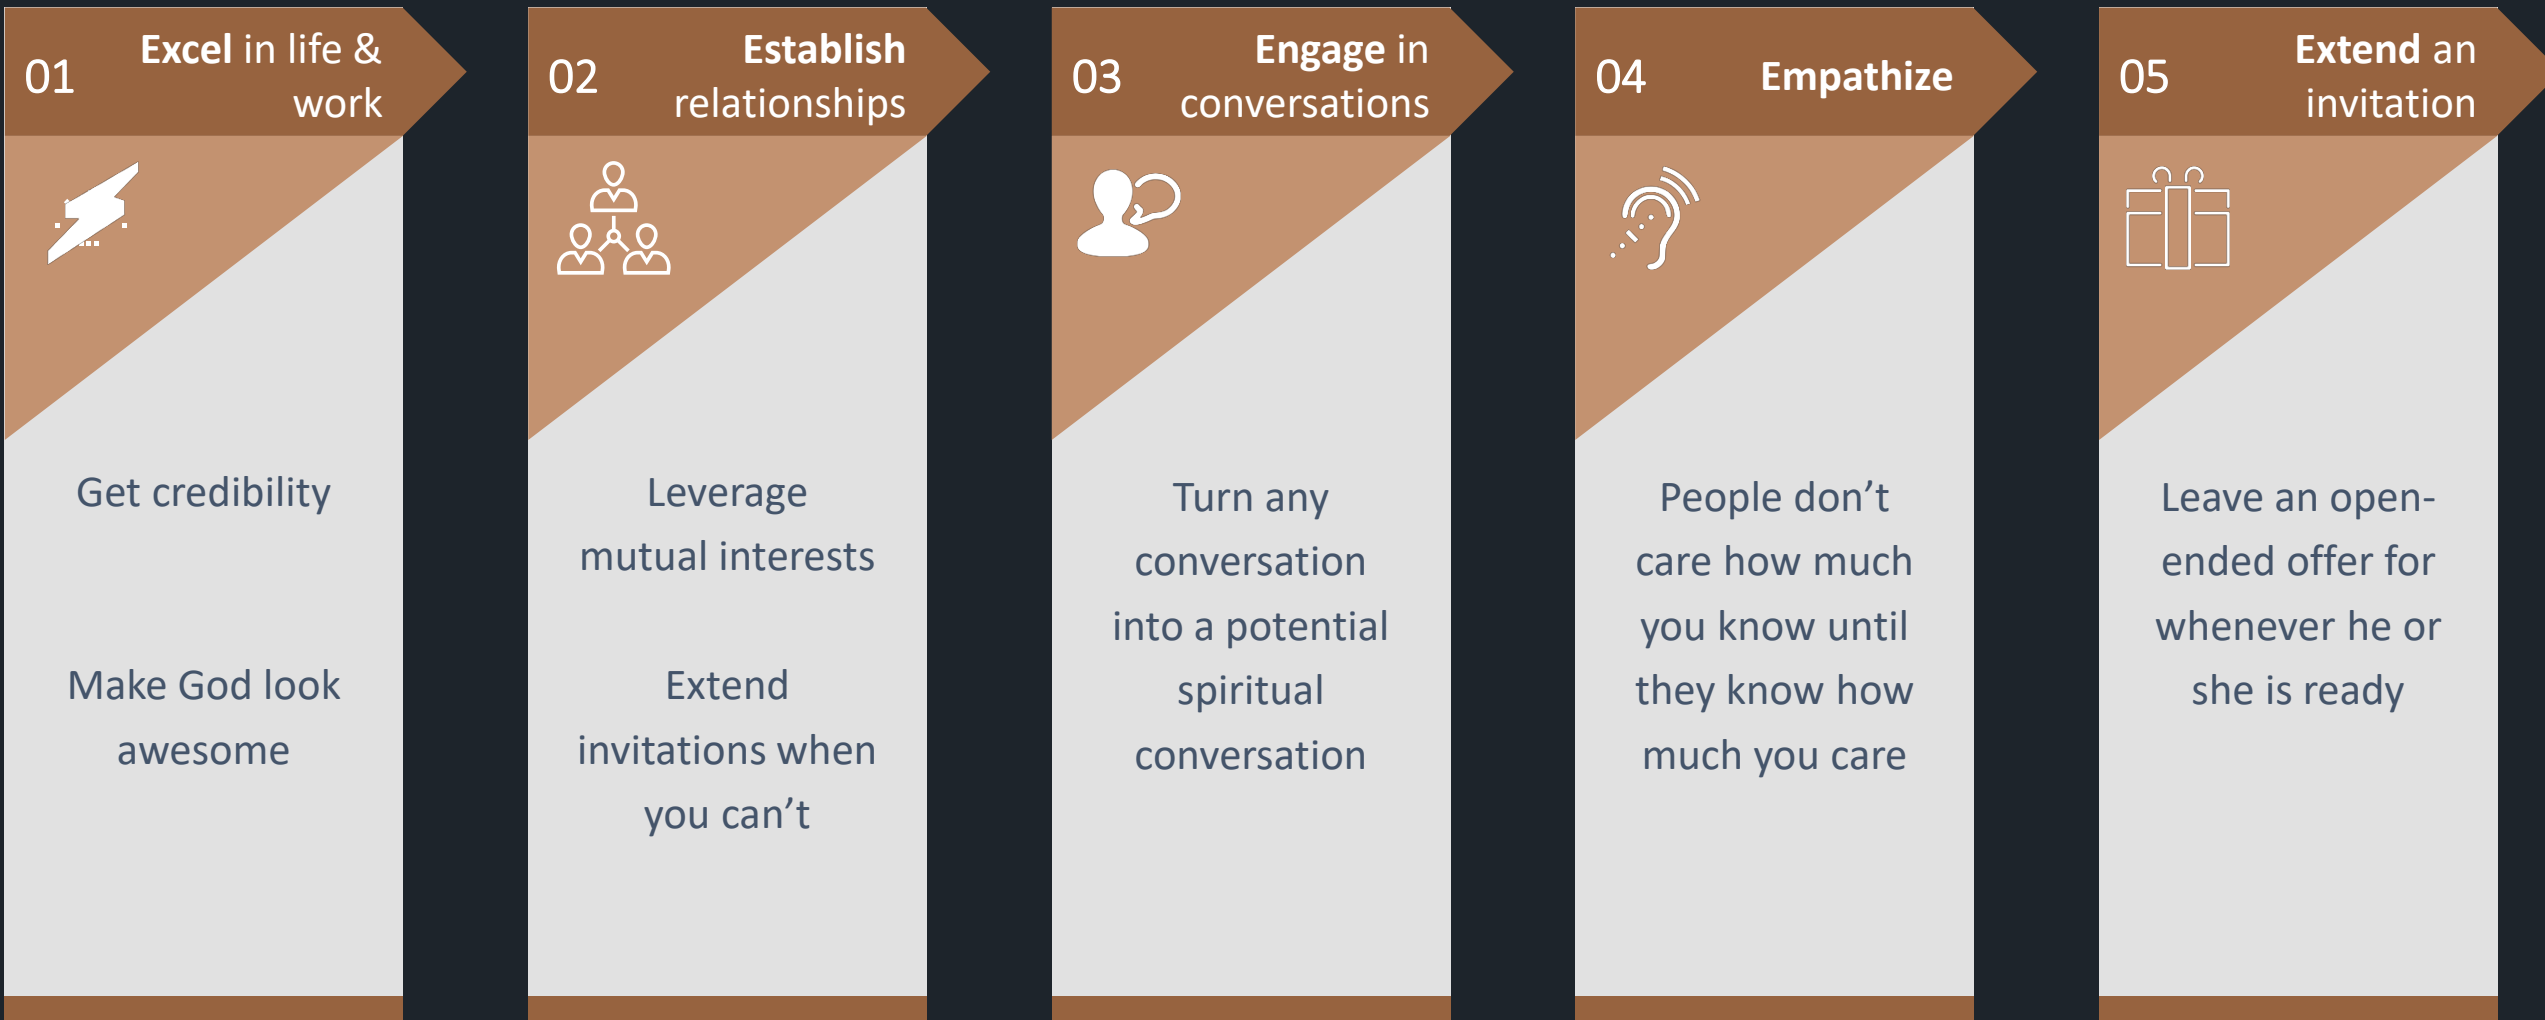 01
Excel in life &
work
Get credibility
Make God look
awesome
02
Establish
relationships
Leverage
mutual interests
Extend
invitations when
you can’t
03
Engage in
conversations
Turn any
conversation
into a potential
spiritual
conversation
04
Empathize
People don’t
care how much
you know until
they know how
much you care
05
Extend an
invitation
Leave an open-
ended offer for
whenever he or
she is ready